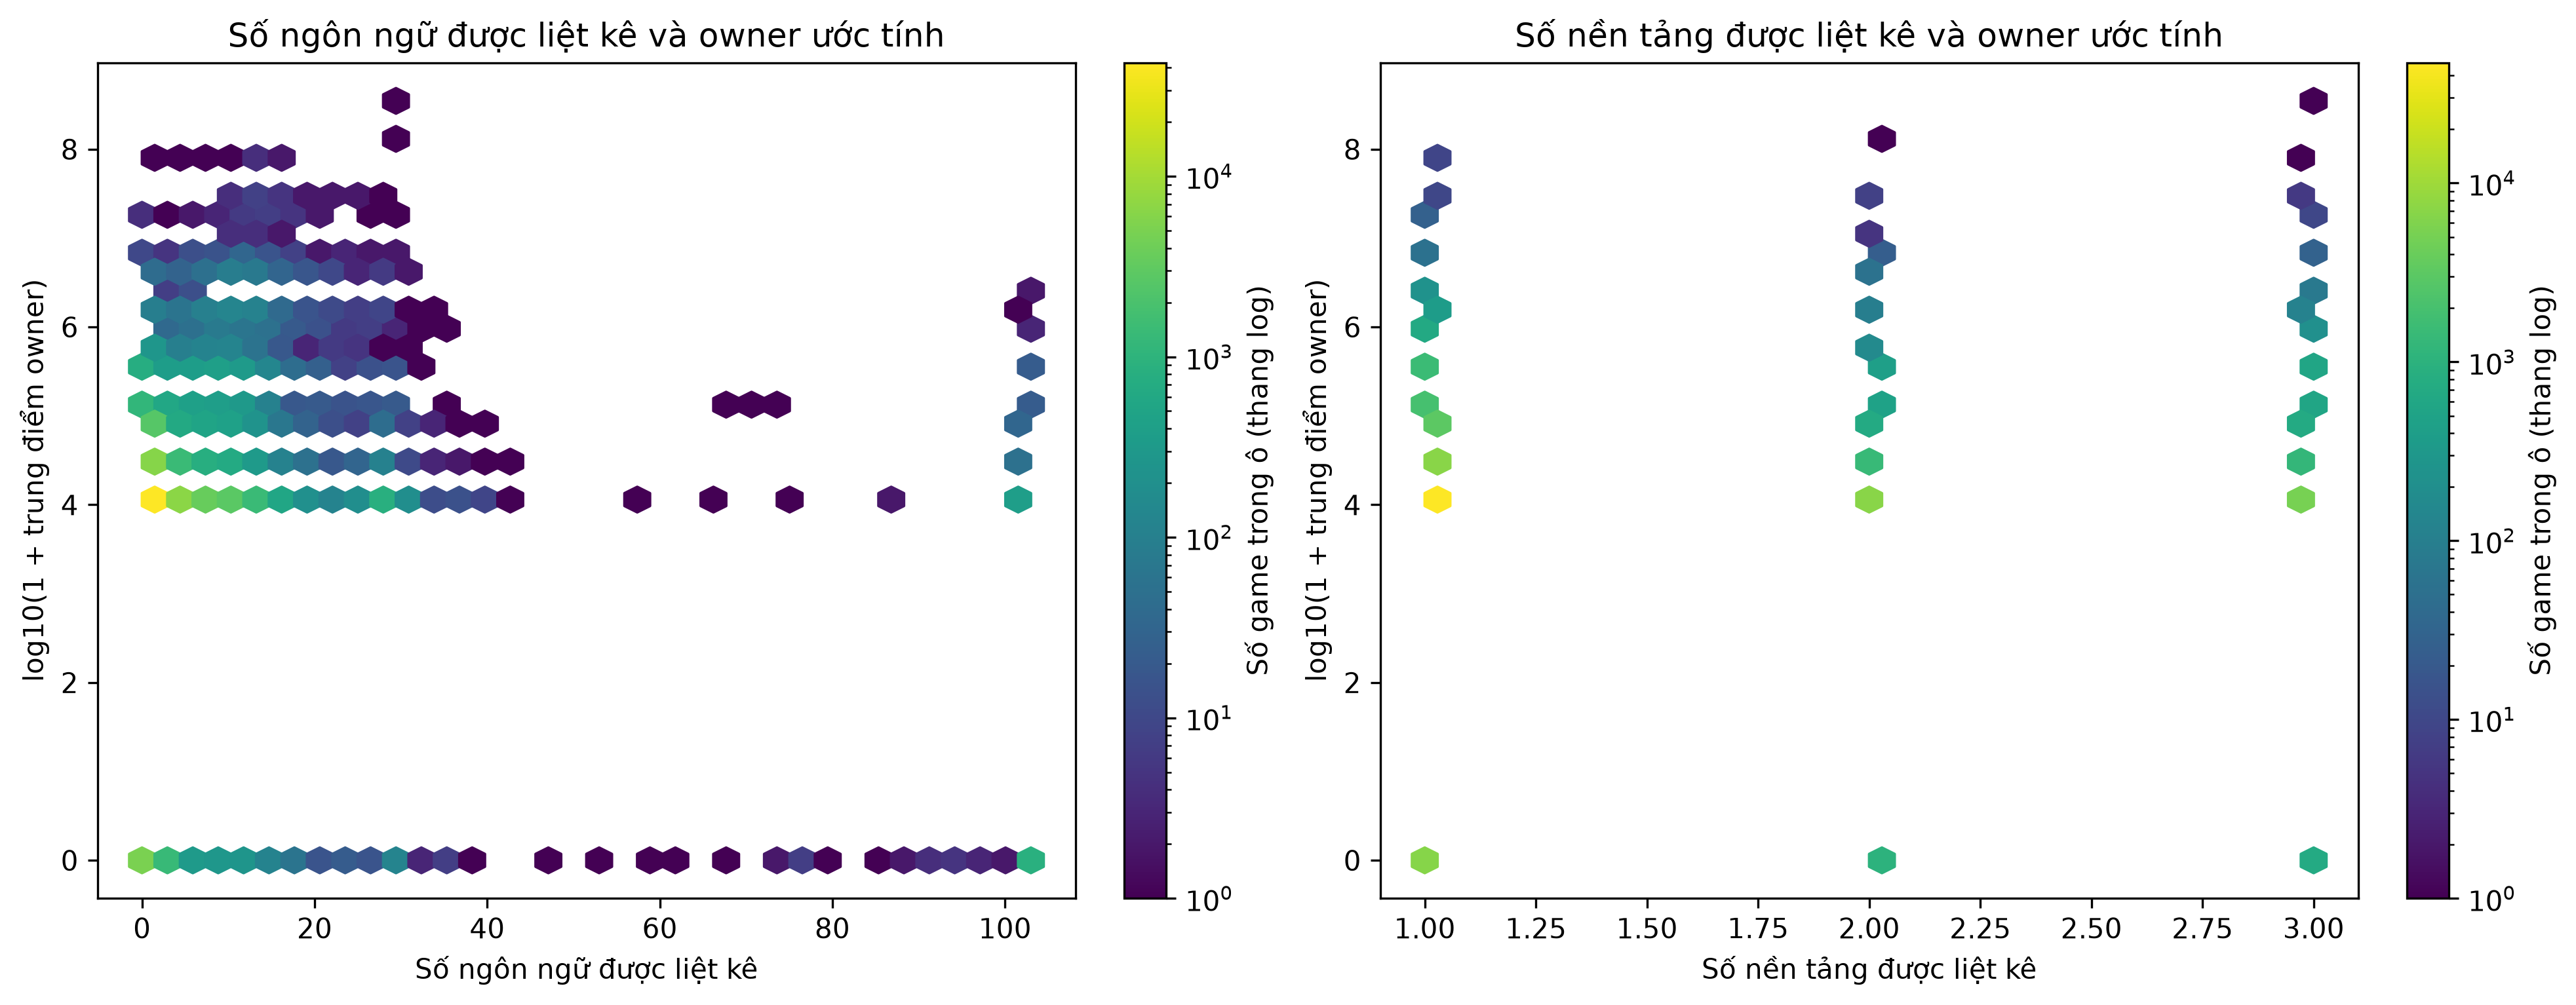 Số ngôn ngữ được liệt kê và owner ước tính
log10(1 + trung điểm owner)
8
6
4
2
0
0 20 40 60 80 100
Số ngôn ngữ được liệt kê
10^4
10^3
10^2
10^1
10^0
Số game trong ô (thang log)
Số nền tảng được liệt kê và owner ước tính
log10(1 + trung điểm owner)
8
6
4
2
0
1.00 1.25 1.50 1.75 2.00 2.25 2.50 2.75 3.00
Số nền tảng được liệt kê
10^4
10^3
10^2
10^1
10^0
Số game trong ô (thang log)